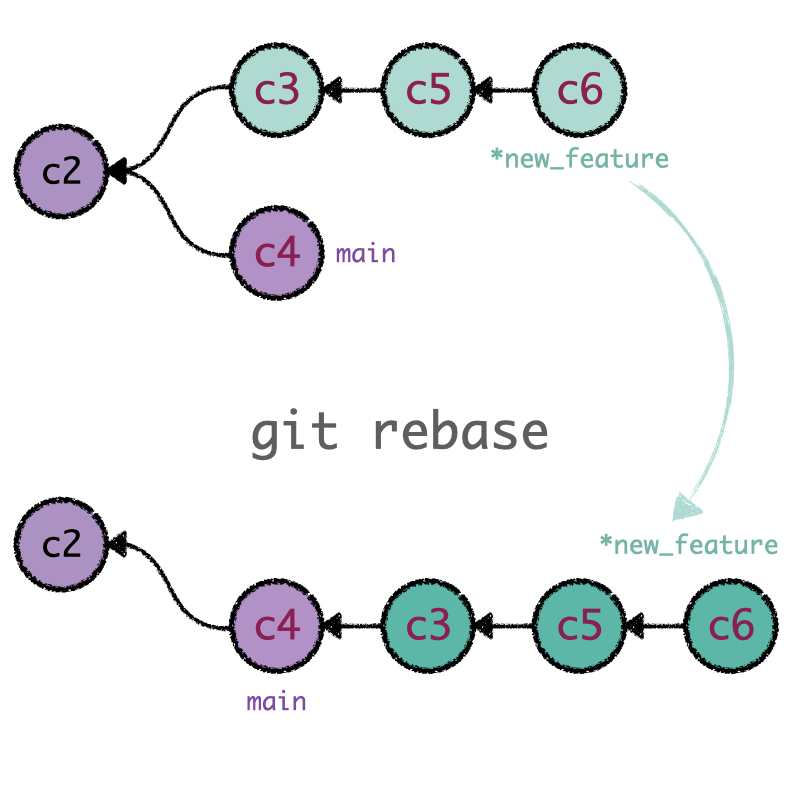 c3 c5 c6
*new_feature
c2
c4 main
git rebase
c2
*new_feature
c4 c3 c5 c6
main